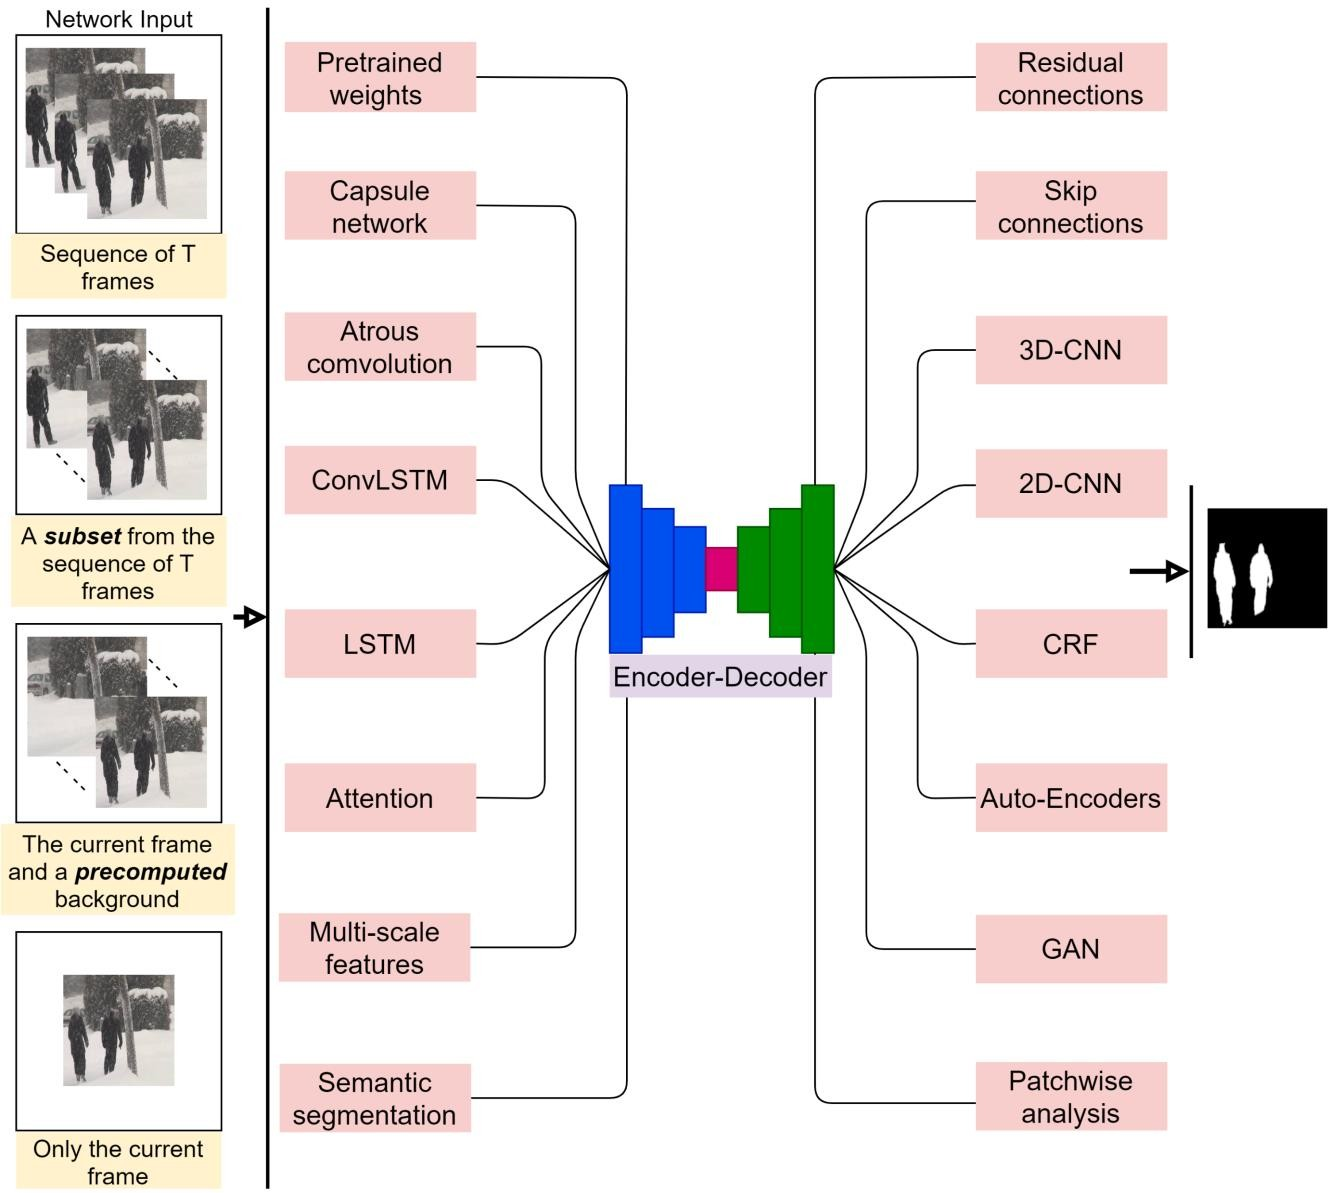 Network Input
Sequence of T
frames
A subset from the
sequence of T
frames
The current frame
and a precomputed
background
Only the current
frame
Pretrained
weights
Capsule
network
Atrous
comvolution
ConvLSTM
LSTM
Attention
Multi-scale
features
Semantic
segmentation
Encoder-Decoder
Residual
connections
Skip
connections
3D-CNN
2D-CNN
CRF
Auto-Encoders
GAN
Patchwise
analysis